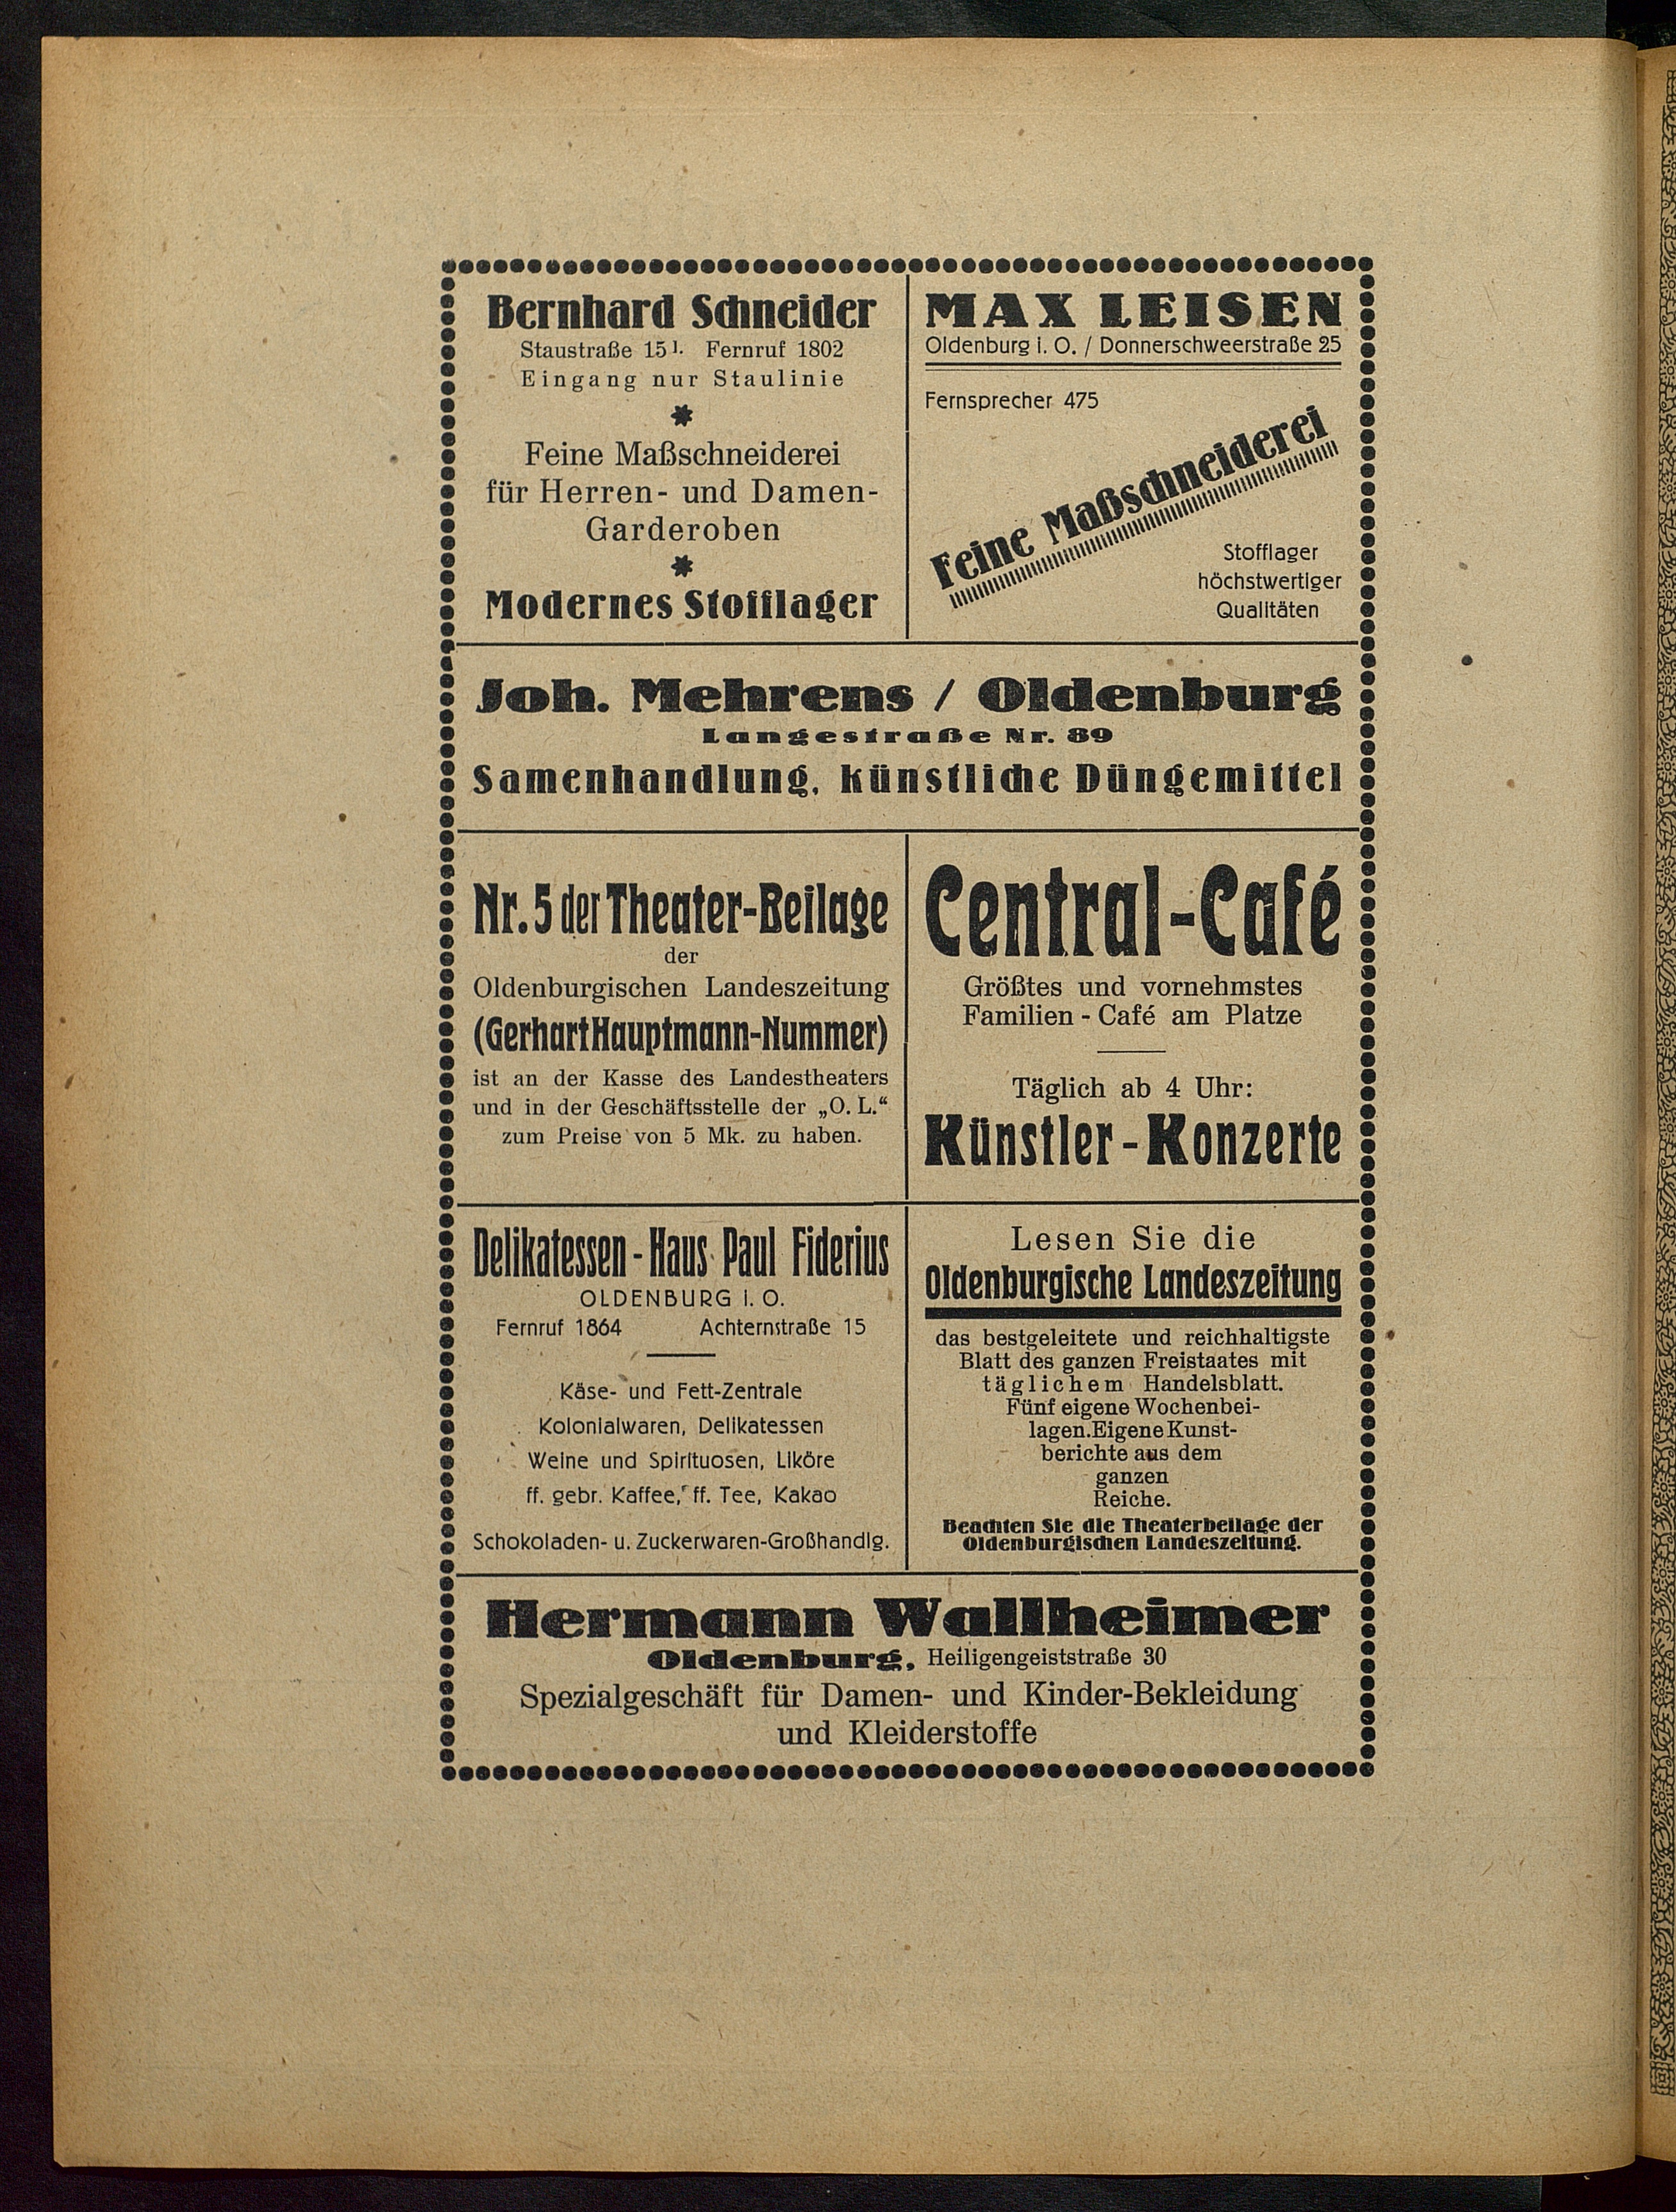 Bernhard Schneider
Staustraße 15 I. Fernruf 1802
Eingang nur Staulinie
Feine Maßschneiderei
für Herren- und Damen-
Garderoben
Modernes Stofflager
MAX LEISEN
Oldenburg i. O. / Donnerschweerstraße 25
Fernsprecher 475
Feine Maßschneiderei
Stofflager
höchstwertiger
Qualitäten
Joh. Mehrens / Oldenburg
Langestraße Nr. 89
Samenhandlung, künstliche Düngemittel
Nr. 5 der Theater-Beilage
der
Oldenburgischen Landeszeitung
(Gerhart Hauptmann-Nummer)
ist an der Kasse des Landestheaters
und in der Geschäftsstelle der „O. L.“
zum Preise von 5 Mk. zu haben.
Central-Café
Größtes und vornehmstes
Familien - Café am Platze
Täglich ab 4 Uhr:
Künstler - Konzerte
Delikatessen - Haus Paul Fiderius
OLDENBURG i. O.
Fernruf 1864 Achternstraße 15
Käse- und Fett-Zentrale
Kolonialwaren, Delikatessen
Weine und Spirituosen, Liköre
ff. gebr. Kaffee, ff. Tee, Kakao
Schokoladen- u. Zuckerwaren-Großhandlg.
Lesen Sie die
Oldenburgische Landeszeitung
das bestgeleitete und reichhaltigste
Blatt des ganzen Freistaates mit
täglichem Handelsblatt.
Fünf eigene Wochenbei-
lagen. Eigene Kunst-
berichte aus dem
ganzen
Reiche.
Beachten Sie die Theaterbeilage der
Oldenburgischen Landeszeitung.
Hermann Wallheimer
Oldenburg, Heiligengeiststraße 30
Spezialgeschäft für Damen- und Kinder-Bekleidung
und Kleiderstoffe